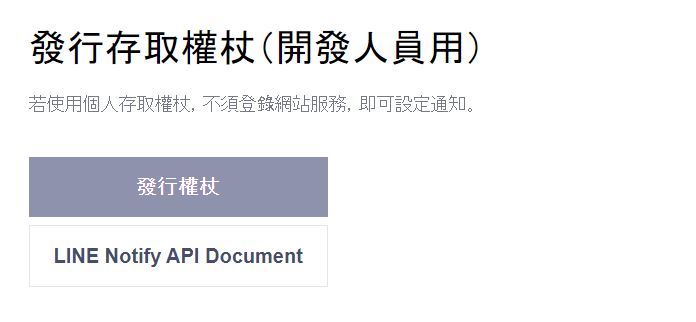 發行存取權杖(開發人員用)
若使用個人存取權杖, 不須登錄網站服務, 即可設定通知。
發行權杖
LINE Notify API Document